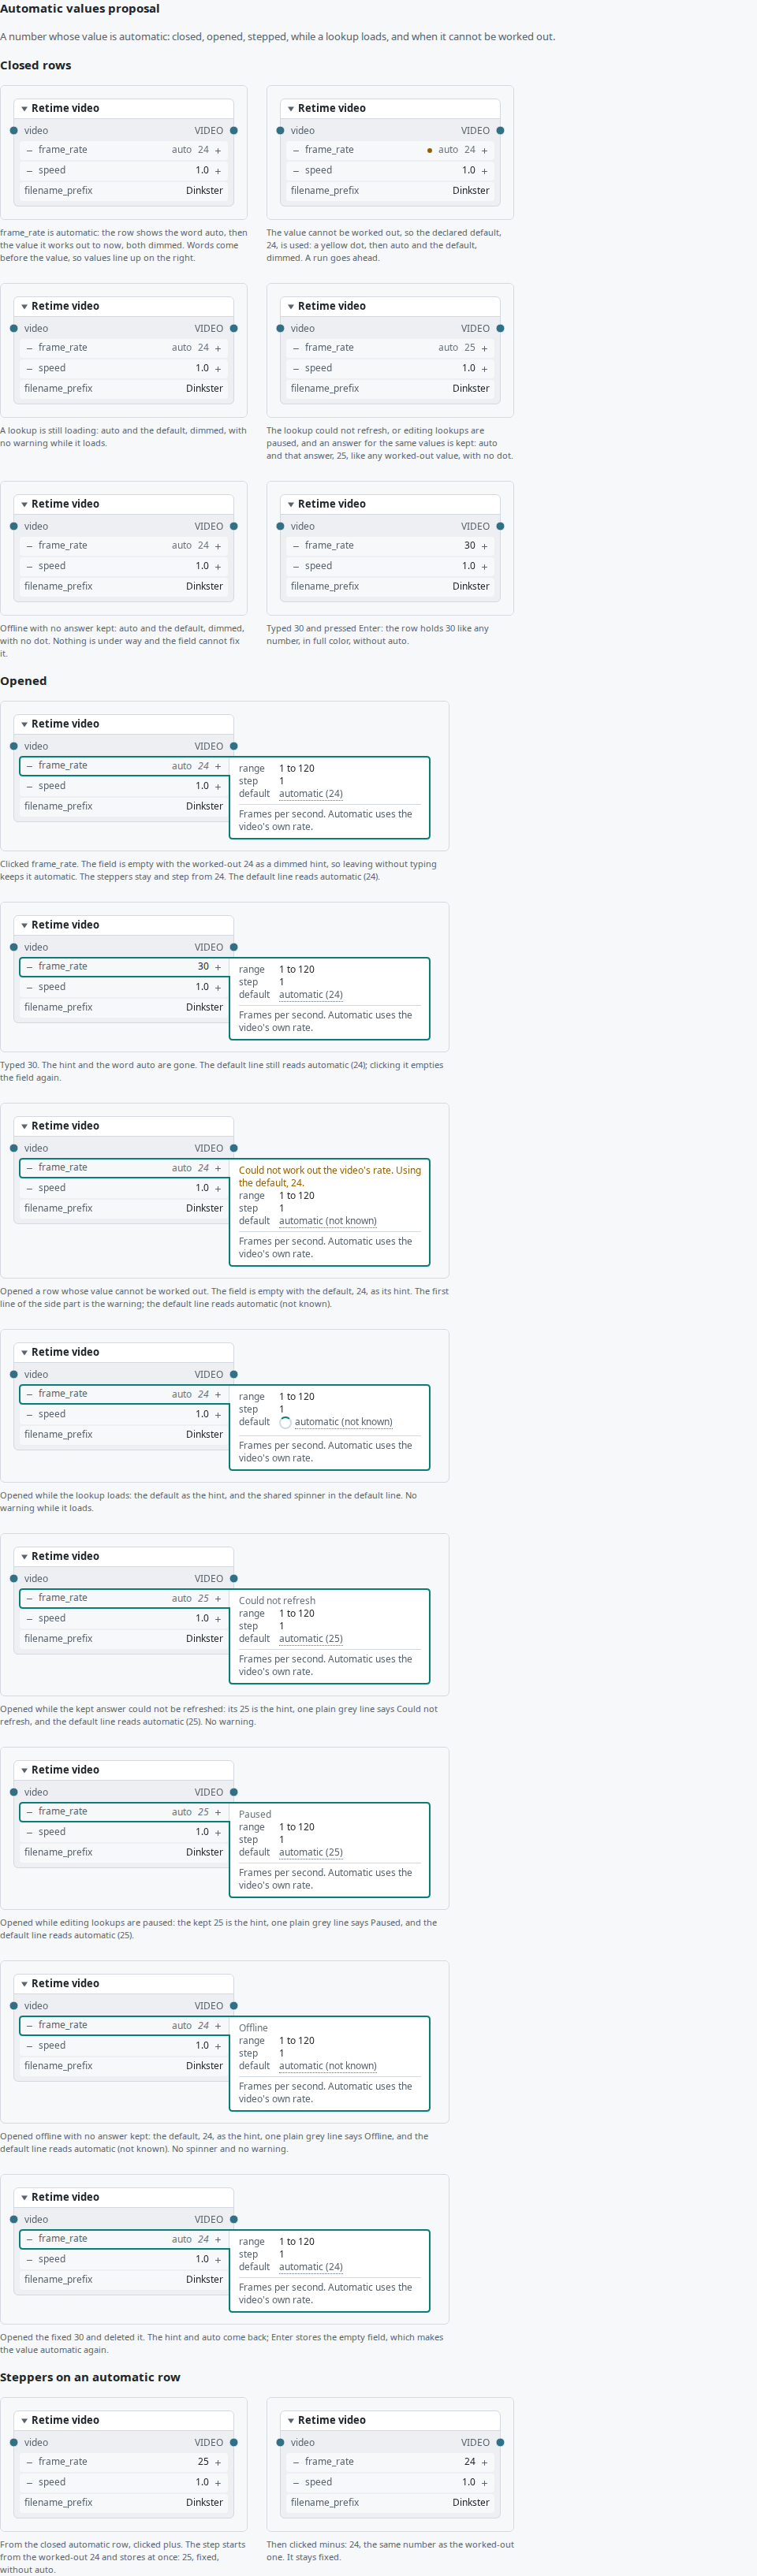 Automatic values proposal
A number whose value is automatic: closed, opened, stepped, while a lookup loads, and when it cannot be worked out.
Closed rows
Retime video
video VIDEO
– frame_rate auto 24 +
– speed 1.0 +
filename_prefix Dinkster
frame_rate is automatic: the row shows the word auto, then
the value it works out to now, both dimmed. Words come
before the value, so values line up on the right.
Retime video
video VIDEO
– frame_rate auto 24 +
– speed 1.0 +
filename_prefix Dinkster
The value cannot be worked out, so the declared default,
24, is used: a yellow dot, then auto and the default,
dimmed. A run goes ahead.
Retime video
video VIDEO
– frame_rate auto 24 +
– speed 1.0 +
filename_prefix Dinkster
A lookup is still loading: auto and the default, dimmed, with
no warning while it loads.
Retime video
video VIDEO
– frame_rate auto 25 +
– speed 1.0 +
filename_prefix Dinkster
The lookup could not refresh, or editing lookups are
paused, and an answer for the same values is kept: auto
and that answer, 25, like any worked-out value, with no dot.
Retime video
video VIDEO
– frame_rate auto 24 +
– speed 1.0 +
filename_prefix Dinkster
Offline with no answer kept: auto and the default, dimmed,
with no dot. Nothing is under way and the field cannot fix
it.
Retime video
video VIDEO
– frame_rate 30 +
– speed 1.0 +
filename_prefix Dinkster
Typed 30 and pressed Enter: the row holds 30 like any
number, in full color, without auto.
Opened
Retime video
video VIDEO
– frame_rate auto 24 +
– speed 1.0 +
filename_prefix Dinkster
range 1 to 120
step 1
default automatic (24)
Frames per second. Automatic uses the
video's own rate.
Clicked frame_rate. The field is empty with the worked-out 24 as a dimmed hint, so leaving without typing
keeps it automatic. The steppers stay and step from 24. The default line reads automatic (24).
Retime video
video VIDEO
– frame_rate 30 +
– speed 1.0 +
filename_prefix Dinkster
range 1 to 120
step 1
default automatic (24)
Frames per second. Automatic uses the
video's own rate.
Typed 30. The hint and the word auto are gone. The default line still reads automatic (24); clicking it empties
the field again.
Retime video
video VIDEO
– frame_rate auto 24 +
– speed 1.0 +
filename_prefix Dinkster
Could not work out the video's rate. Using
the default, 24.
range 1 to 120
step 1
default automatic (not known)
Frames per second. Automatic uses the
video's own rate.
Opened a row whose value cannot be worked out. The field is empty with the default, 24, as its hint. The first
line of the side part is the warning; the default line reads automatic (not known).
Retime video
video VIDEO
– frame_rate auto 24 +
– speed 1.0 +
filename_prefix Dinkster
range 1 to 120
step 1
default automatic (not known)
Frames per second. Automatic uses the
video's own rate.
Opened while the lookup loads: the default as the hint, and the shared spinner in the default line. No
warning while it loads.
Retime video
video VIDEO
– frame_rate auto 25 +
– speed 1.0 +
filename_prefix Dinkster
Could not refresh
range 1 to 120
step 1
default automatic (25)
Frames per second. Automatic uses the
video's own rate.
Opened while the kept answer could not be refreshed: its 25 is the hint, one plain grey line says Could not
refresh, and the default line reads automatic (25). No warning.
Retime video
video VIDEO
– frame_rate auto 25 +
– speed 1.0 +
filename_prefix Dinkster
Paused
range 1 to 120
step 1
default automatic (25)
Frames per second. Automatic uses the
video's own rate.
Opened while editing lookups are paused: the kept 25 is the hint, one plain grey line says Paused, and the
default line reads automatic (25).
Retime video
video VIDEO
– frame_rate auto 24 +
– speed 1.0 +
filename_prefix Dinkster
Offline
range 1 to 120
step 1
default automatic (not known)
Frames per second. Automatic uses the
video's own rate.
Opened offline with no answer kept: the default, 24, as the hint, one plain grey line says Offline, and the
default line reads automatic (not known). No spinner and no warning.
Retime video
video VIDEO
– frame_rate auto 24 +
– speed 1.0 +
filename_prefix Dinkster
range 1 to 120
step 1
default automatic (24)
Frames per second. Automatic uses the
video's own rate.
Opened the fixed 30 and deleted it. The hint and auto come back; Enter stores the empty field, which makes
the value automatic again.
Steppers on an automatic row
Retime video
video VIDEO
– frame_rate 25 +
– speed 1.0 +
filename_prefix Dinkster
From the closed automatic row, clicked plus. The step starts
from the worked-out 24 and stores at once: 25, fixed,
without auto.
Retime video
video VIDEO
– frame_rate 24 +
– speed 1.0 +
filename_prefix Dinkster
Then clicked minus: 24, the same number as the worked-out
one. It stays fixed.